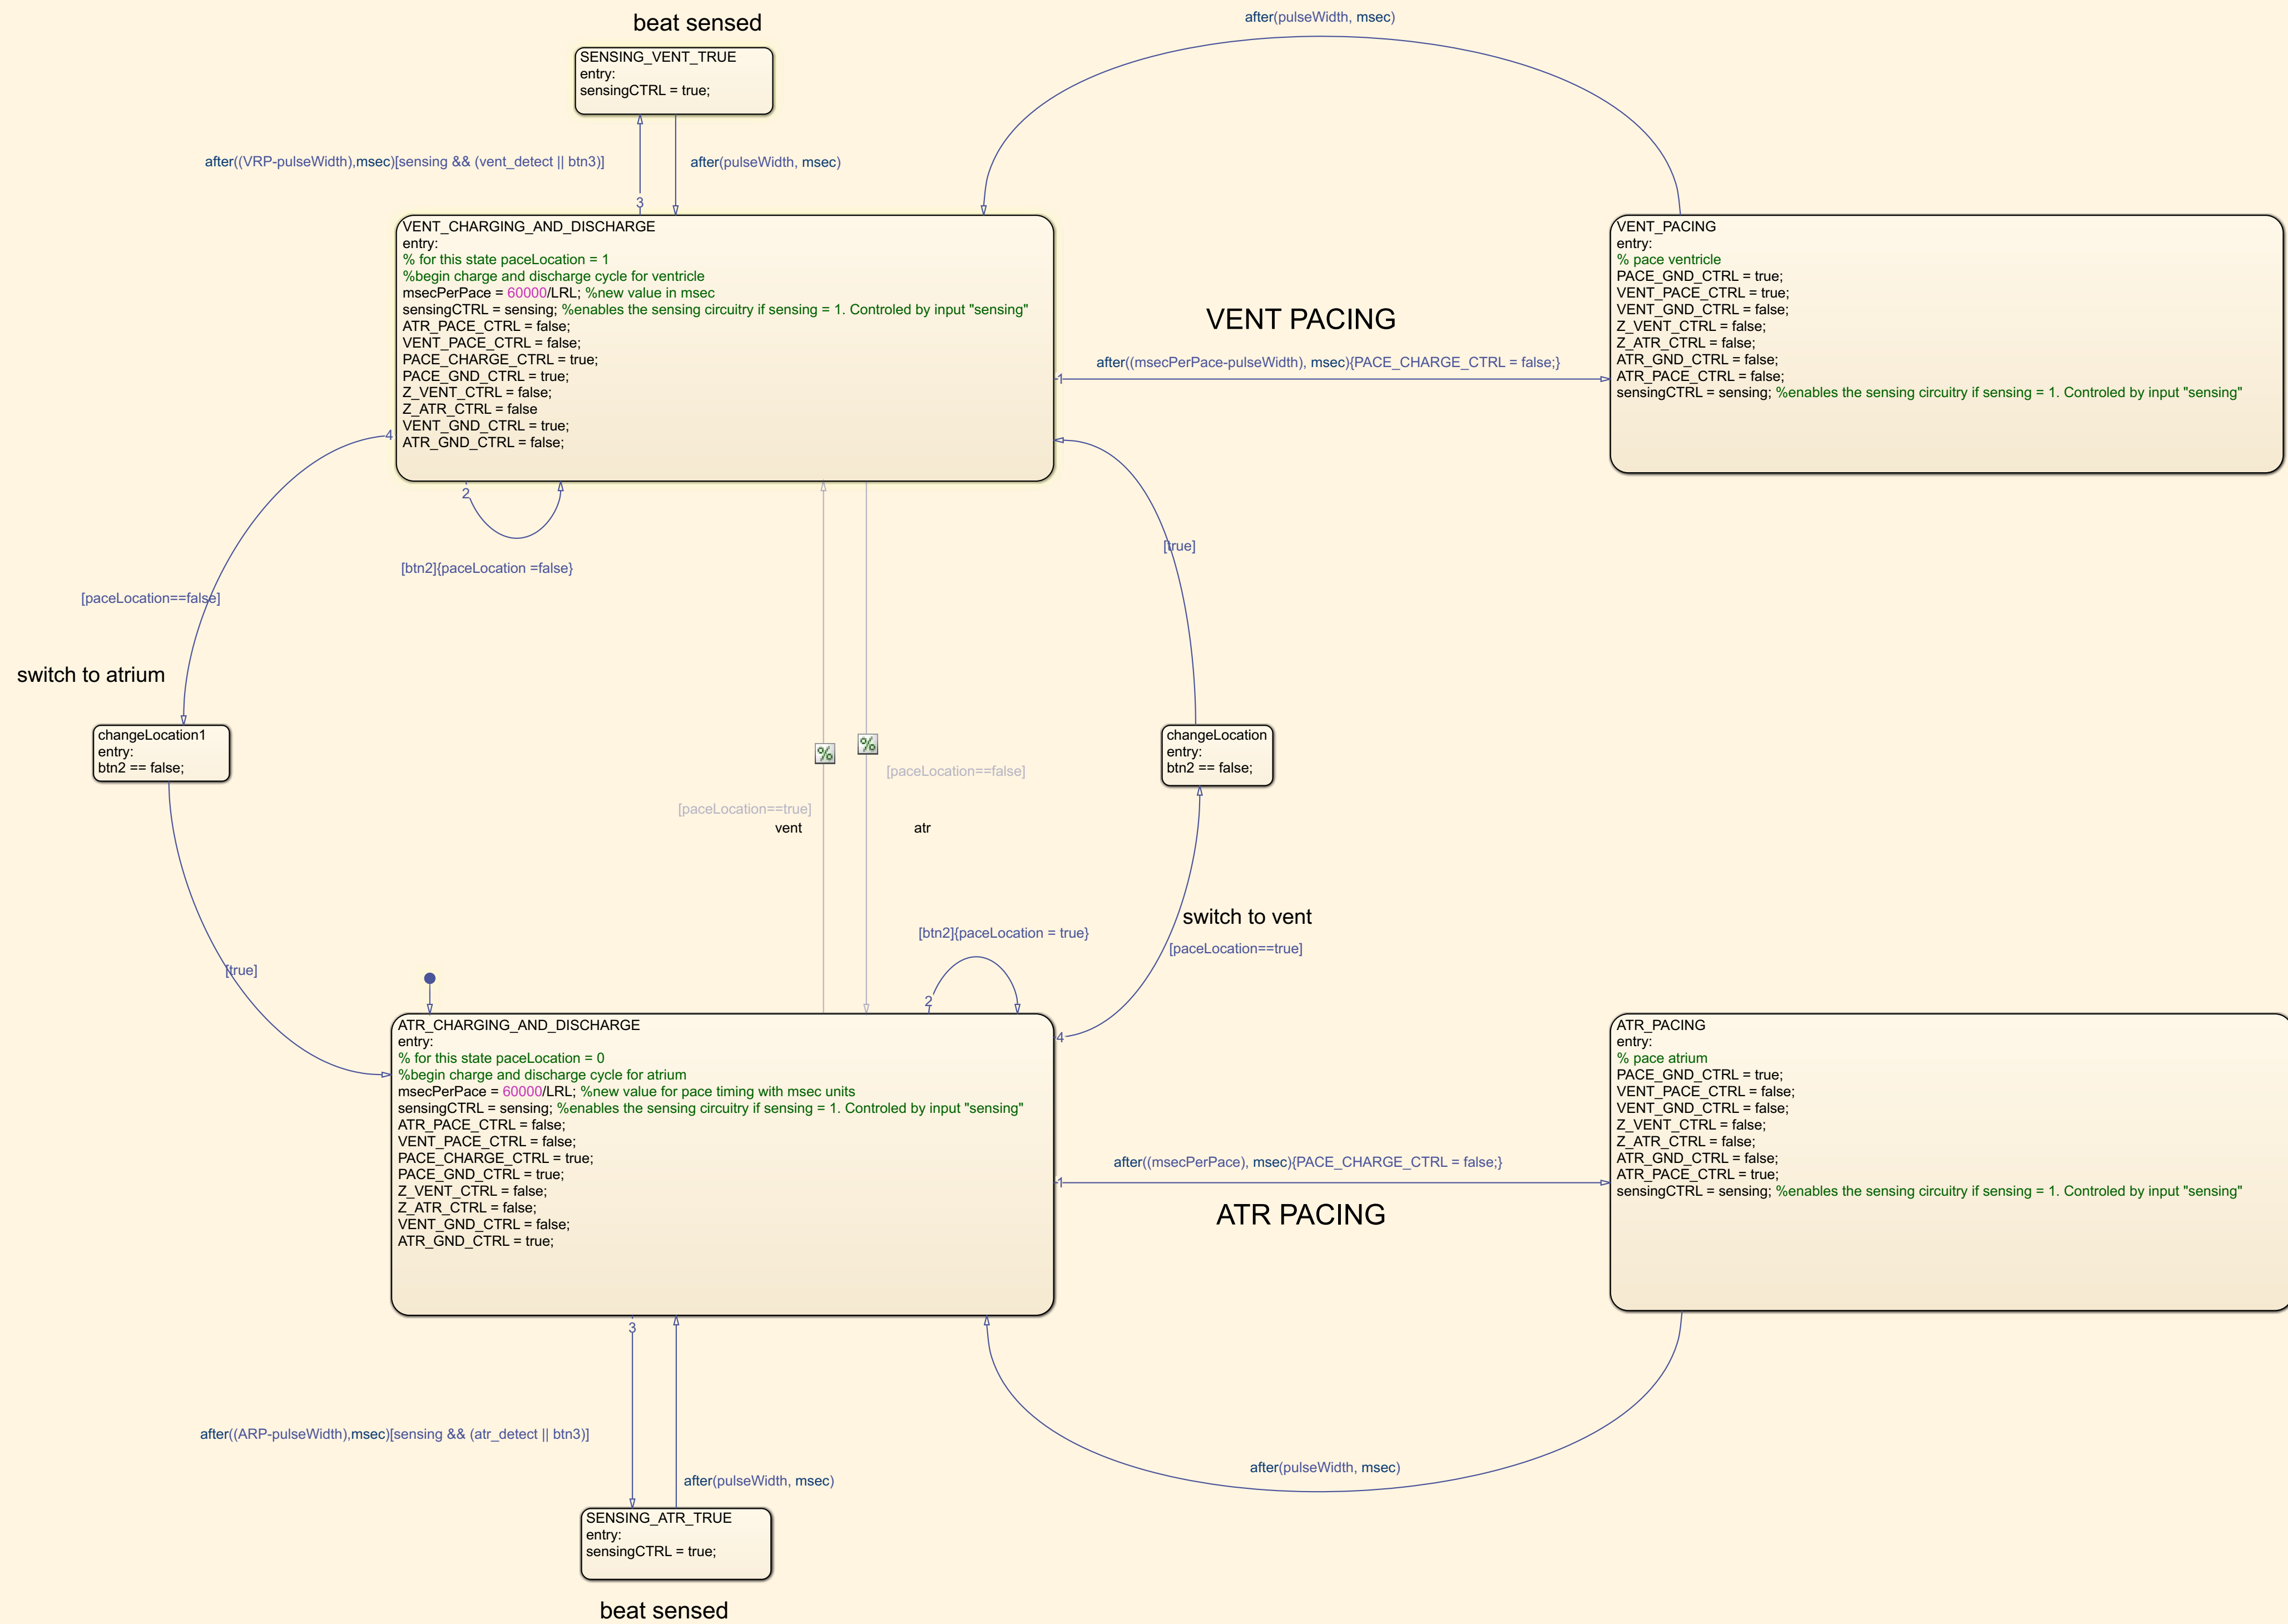 beat sensed
after(pulseWidth, msec)
SENSING_VENT_TRUE
entry:
sensingCTRL = true;
after((VRP-pulseWidth),msec)[sensing && (vent_detect || btn3)]
after(pulseWidth, msec)
3
VENT_CHARGING_AND_DISCHARGE
entry:
% for this state paceLocation = 1
%begin charge and discharge cycle for ventricle
msecPerPace = 60000/LRL; %new value in msec
sensingCTRL = sensing; %enables the sensing circuitry if sensing = 1. Controled by input "sensing"
ATR_PACE_CTRL = false;
VENT_PACE_CTRL = false;
PACE_CHARGE_CTRL = true;
PACE_GND_CTRL = true;
Z_VENT_CTRL = false;
Z_ATR_CTRL = false
VENT_GND_CTRL = true;
ATR_GND_CTRL = false;
VENT PACING
after((msecPerPace-pulseWidth), msec){PACE_CHARGE_CTRL = false;}
1
VENT_PACING
entry:
% pace ventricle
PACE_GND_CTRL = true;
VENT_PACE_CTRL = true;
VENT_GND_CTRL = false;
Z_VENT_CTRL = false;
Z_ATR_CTRL = false;
ATR_GND_CTRL = false;
ATR_PACE_CTRL = false;
sensingCTRL = sensing; %enables the sensing circuitry if sensing = 1. Controled by input "sensing"
4
2
[btn2]{paceLocation =false}
[true]
[paceLocation==false]
switch to atrium
changeLocation1
entry:
btn2 == false;
%
%
[paceLocation==false]
[paceLocation==true]
vent
atr
changeLocation
entry:
btn2 == false;
switch to vent
[btn2]{paceLocation = true}
[paceLocation==true]
[true]
2
4
ATR_CHARGING_AND_DISCHARGE
entry:
% for this state paceLocation = 0
%begin charge and discharge cycle for atrium
msecPerPace = 60000/LRL; %new value for pace timing with msec units
sensingCTRL = sensing; %enables the sensing circuitry if sensing = 1. Controled by input "sensing"
ATR_PACE_CTRL = false;
VENT_PACE_CTRL = false;
PACE_CHARGE_CTRL = true;
PACE_GND_CTRL = true;
Z_VENT_CTRL = false;
Z_ATR_CTRL = false;
VENT_GND_CTRL = false;
ATR_GND_CTRL = true;
after((msecPerPace), msec){PACE_CHARGE_CTRL = false;}
1
ATR PACING
ATR_PACING
entry:
% pace atrium
PACE_GND_CTRL = true;
VENT_PACE_CTRL = false;
VENT_GND_CTRL = false;
Z_VENT_CTRL = false;
Z_ATR_CTRL = false;
ATR_GND_CTRL = false;
ATR_PACE_CTRL = true;
sensingCTRL = sensing; %enables the sensing circuitry if sensing = 1. Controled by input "sensing"
3
after((ARP-pulseWidth),msec)[sensing && (atr_detect || btn3)]
after(pulseWidth, msec)
after(pulseWidth, msec)
SENSING_ATR_TRUE
entry:
sensingCTRL = true;
beat sensed